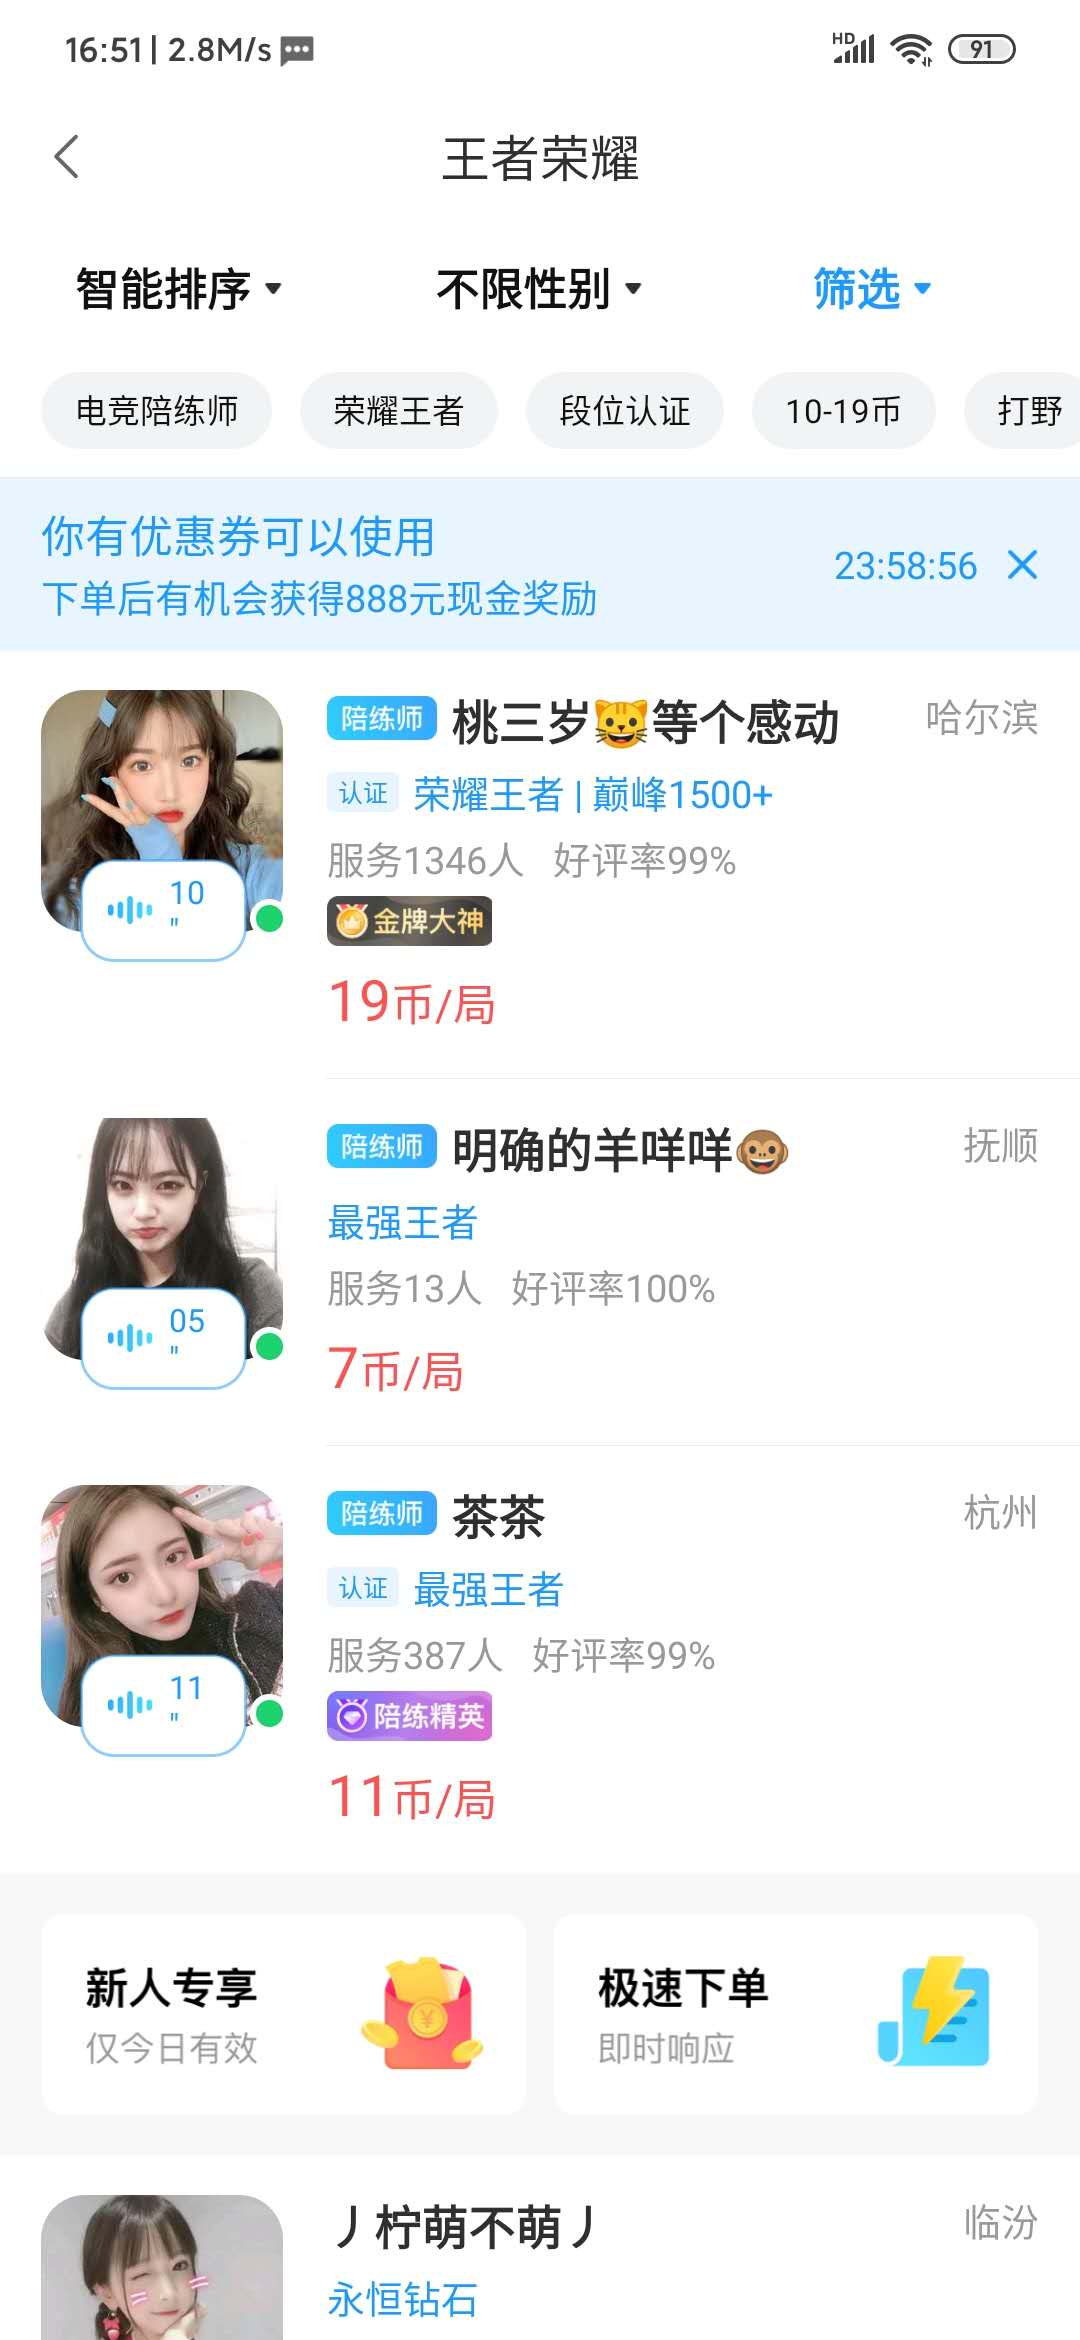 16:51 | 2.8M/s
HD
91
王者荣耀
智能排序
不限性别
筛选
电竞陪练师
荣耀王者
段位认证
10-19币
打野
你有优惠券可以使用
下单后有机会获得888元现金奖励
23:58:56
陪练师 桃三岁😺等个感动
哈尔滨
认证 荣耀王者 | 巅峰1500+
服务1346人 好评率99%
10"
金牌大神
19币/局
陪练师 明确的羊咩咩🐵
抚顺
最强王者
服务13人 好评率100%
05"
7币/局
陪练师 茶茶
杭州
认证 最强王者
服务387人 好评率99%
11"
陪练精英
11币/局
新人专享
仅今日有效
极速下单
即时响应
丿柠萌不萌丿
临汾
永恒钻石